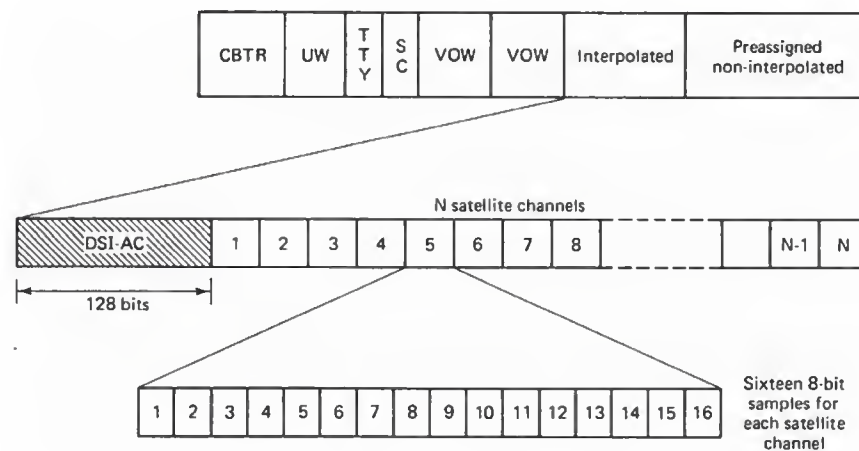 CBTR UW TTY SC VOW VOW Interpolated Preassigned
non-interpolated
N satellite channels
DSI-AC 1 2 3 4 5 6 7 8 N-1 N
128 bits
1 2 3 4 5 6 7 8 9 10 11 12 13 14 15 16
Sixteen 8-bit
samples for
each satellite
channel